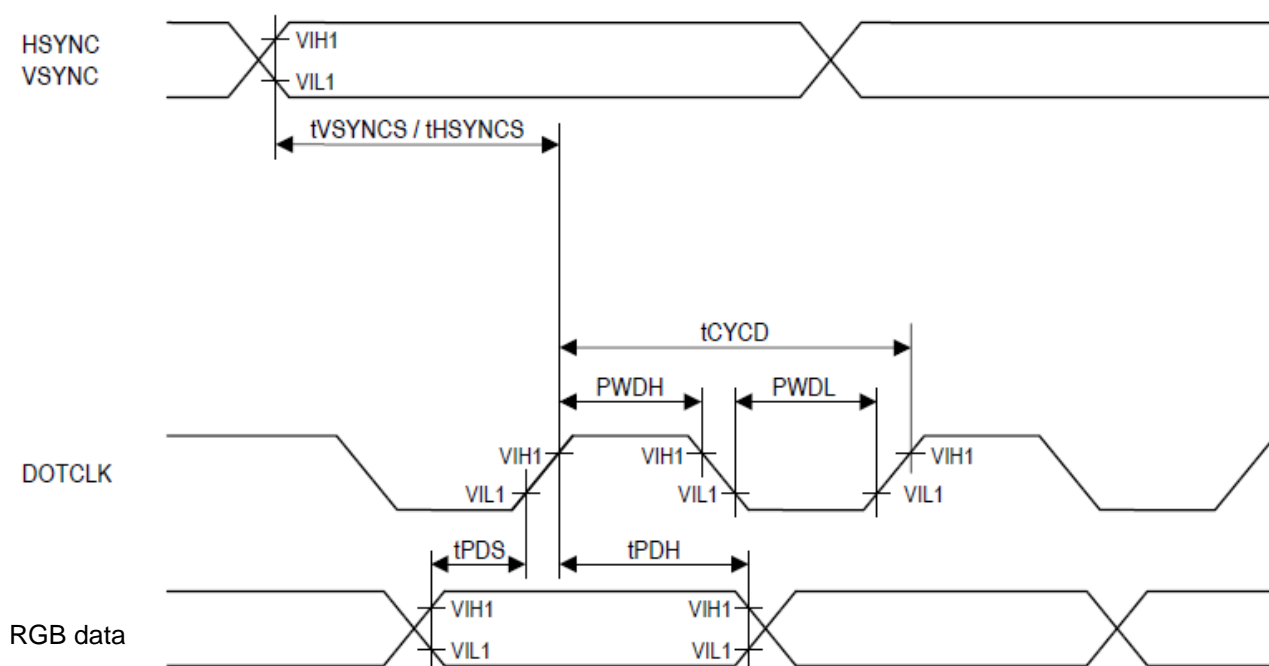 HSYNC
VSYNC
VIH1
VIL1
tVSYNCS / tHSYNCS
tCYCD
PWDH
PWDL
DOTCLK
VIH1
VIH1
VIH1
VIL1
VIL1
VIL1
tPDS
tPDH
RGB data
VIH1
VIH1
VIL1
VIL1